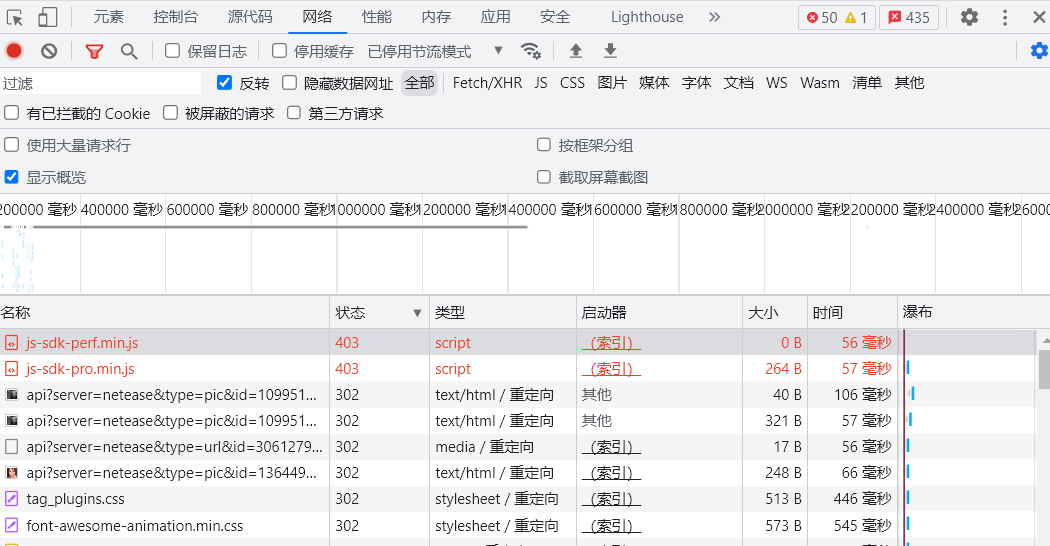 元素 控制台 源代码 网络 性能 内存 应用 安全 Lighthouse » 50 1 435
保留日志 停用缓存 已停用节流模式
过滤 反转 隐藏数据网址 全部 Fetch/XHR JS CSS 图片 媒体 字体 文档 WS Wasm 清单 其他
有已拦截的 Cookie 被屏蔽的请求 第三方请求
使用大量请求行 按框架分组
显示概览 截取屏幕截图
200000 毫秒 400000 毫秒 600000 毫秒 800000 毫秒 1000000 毫秒 1200000 毫秒 1400000 毫秒 1600000 毫秒 1800000 毫秒 2000000 毫秒 2200000 毫秒 2400000 毫秒 2600
名称 状态 类型 启动器 大小 时间 瀑布
js-sdk-perf.min.js 403 script （索引） 0 B 56 毫秒
js-sdk-pro.min.js 403 script （索引） 264 B 57 毫秒
api?server=netease&type=pic&id=109951... 302 text/html / 重定向 其他 40 B 106 毫秒
api?server=netease&type=pic&id=109951... 302 text/html / 重定向 其他 321 B 57 毫秒
api?server=netease&type=url&id=3061279... 302 media / 重定向 （索引） 17 B 56 毫秒
api?server=netease&type=pic&id=136449... 302 text/html / 重定向 （索引） 248 B 66 毫秒
tag_plugins.css 302 stylesheet / 重定向 （索引） 513 B 446 毫秒
font-awesome-animation.min.css 302 stylesheet / 重定向 （索引） 573 B 545 毫秒